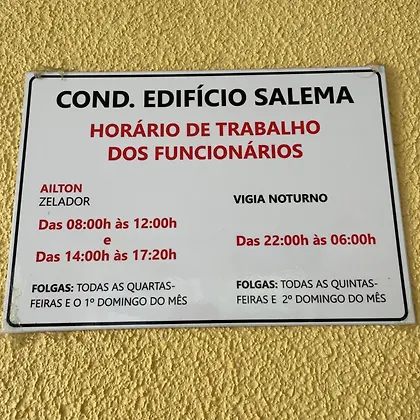 COND. EDIFÍCIO SALEMA
HORÁRIO DE TRABALHO
DOS FUNCIONÁRIOS
AILTON
ZELADOR
Das 08:00h às 12:00h
e
Das 14:00h às 17:20h
FOLGAS: TODAS AS QUARTAS-
FEIRAS E O 1º DOMINGO DO MÊS
VIGIA NOTURNO
Das 22:00h às 06:00h
FOLGAS: TODAS AS QUINTAS-
FEIRAS E 2º DOMINGO DO MÊS